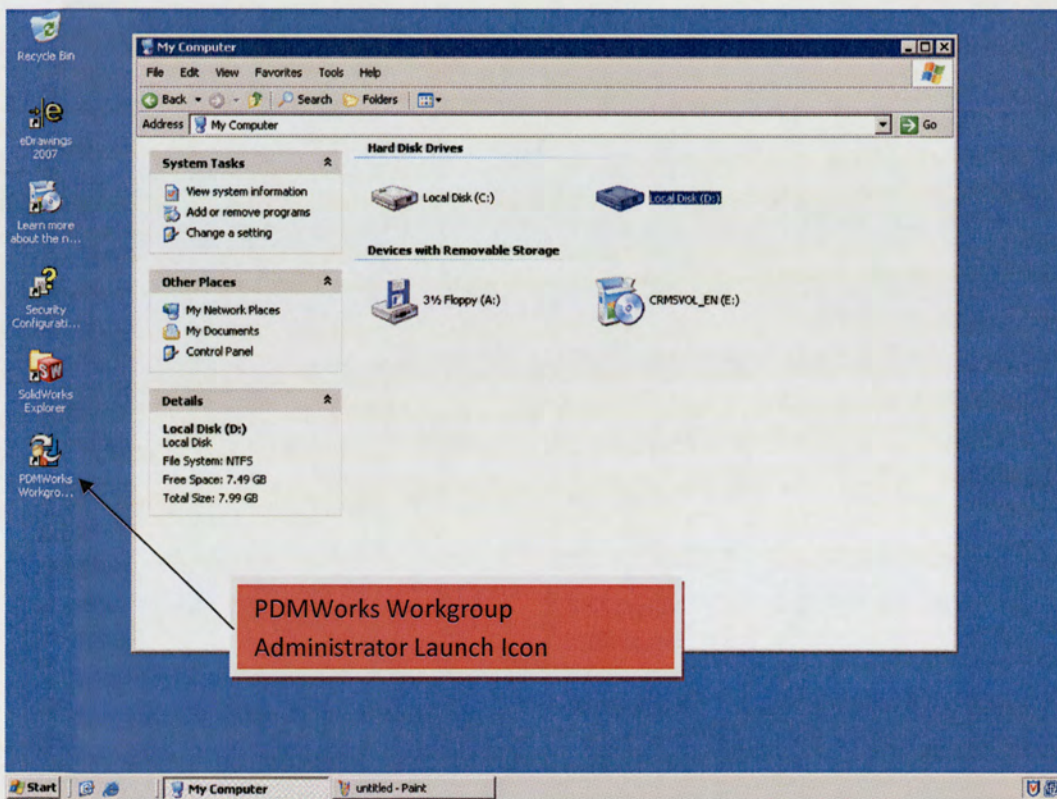 Recycle Bin
eDrawings
2007
Learn more
about the n...
Security
Configurati...
SolidWorks
Explorer
PDMWorks
Workgro...
My Computer
File Edit View Favorites Tools Help
Back Search Folders
Address My Computer Go
System Tasks
View system information
Add or remove programs
Change a setting
Other Places
My Network Places
My Documents
Control Panel
Details
Local Disk (D:)
Local Disk
File System: NTFS
Free Space: 7.49 GB
Total Size: 7.99 GB
Hard Disk Drives
Local Disk (C:) Local Disk (D:)
Devices with Removable Storage
3½ Floppy (A:) CRMSVOL_EN (E:)
PDMWorks Workgroup
Administrator Launch Icon
Start My Computer untitled - Paint